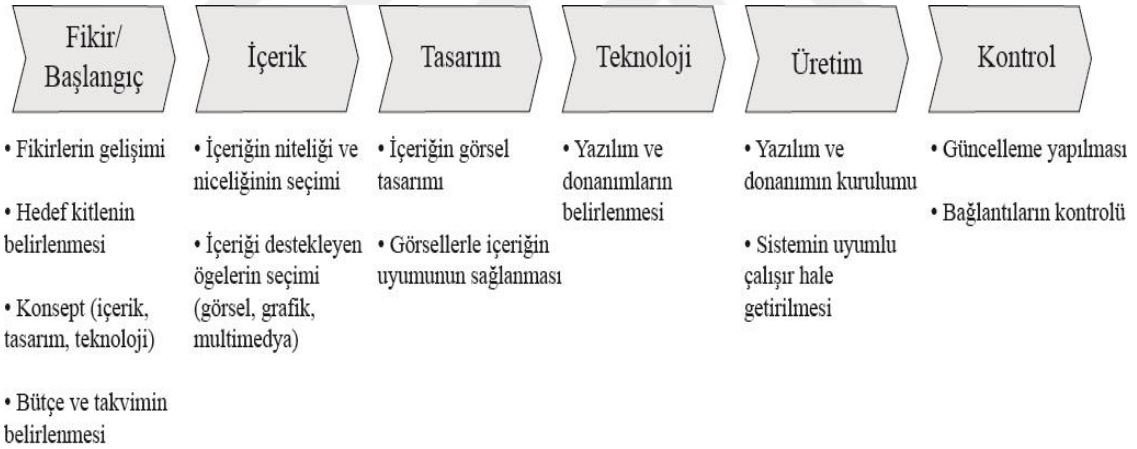 Fikir/
Başlangıç
İçerik
Tasarım
Teknoloji
Üretim
Kontrol
• Fikirlerin gelişimi
• Hedef kitlenin
belirlenmesi
• Konsept (içerik,
tasarım, teknoloji)
• Bütçe ve takvimin
belirlenmesi
• İçeriğin niteliği ve
niceliğinin seçimi
• İçeriği destekleyen
ögelerin seçimi
(görsel, grafik,
multimedya)
• İçeriğin görsel
tasarımı
• Görsellerle içeriğin
uyumunun sağlanması
• Yazılım ve
donanımların
belirlenmesi
• Yazılım ve
donanımın kurulumu
• Sistemin uyumlu
çalışır hale
getirilmesi
• Güncelleme yapılması
• Bağlantıların kontrolü